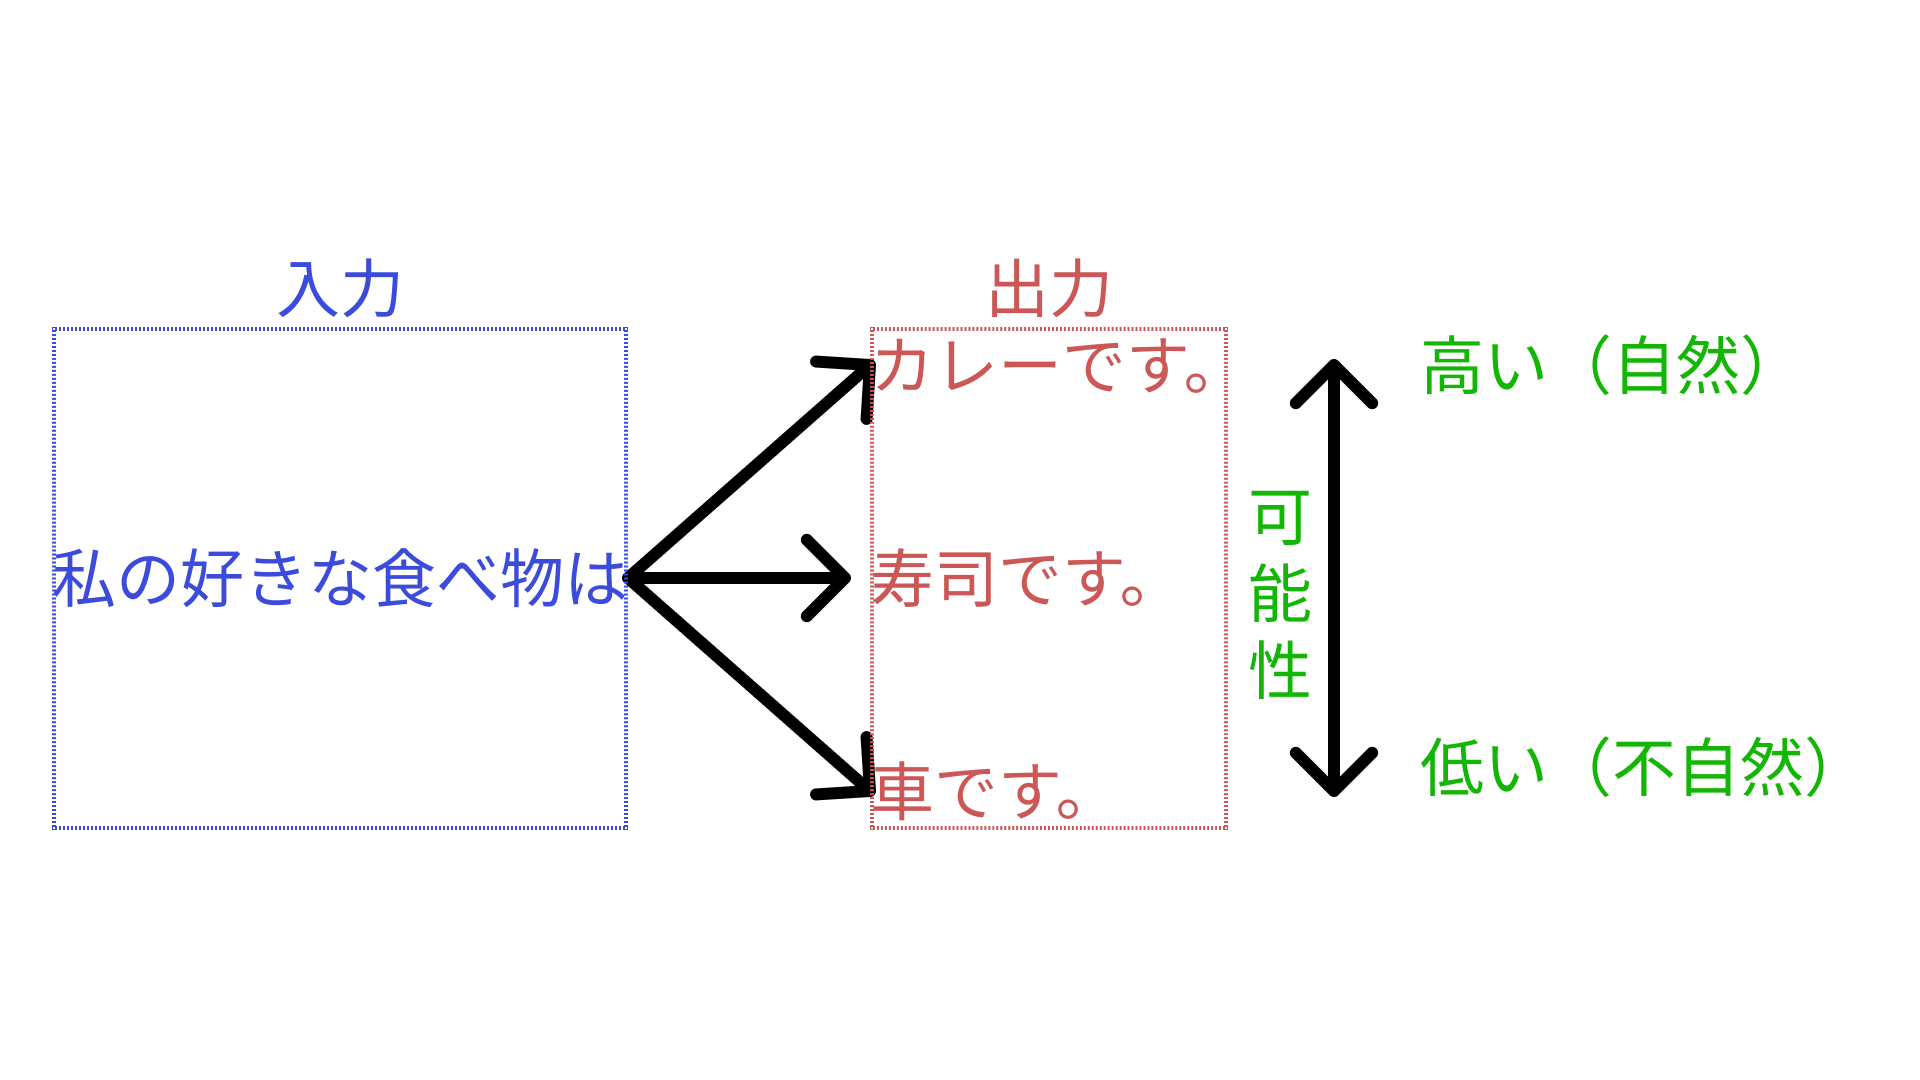 入力
私の好きな食べ物は
出力
カレーです。
寿司です。
車です。
可能性
高い（自然）
低い（不自然）